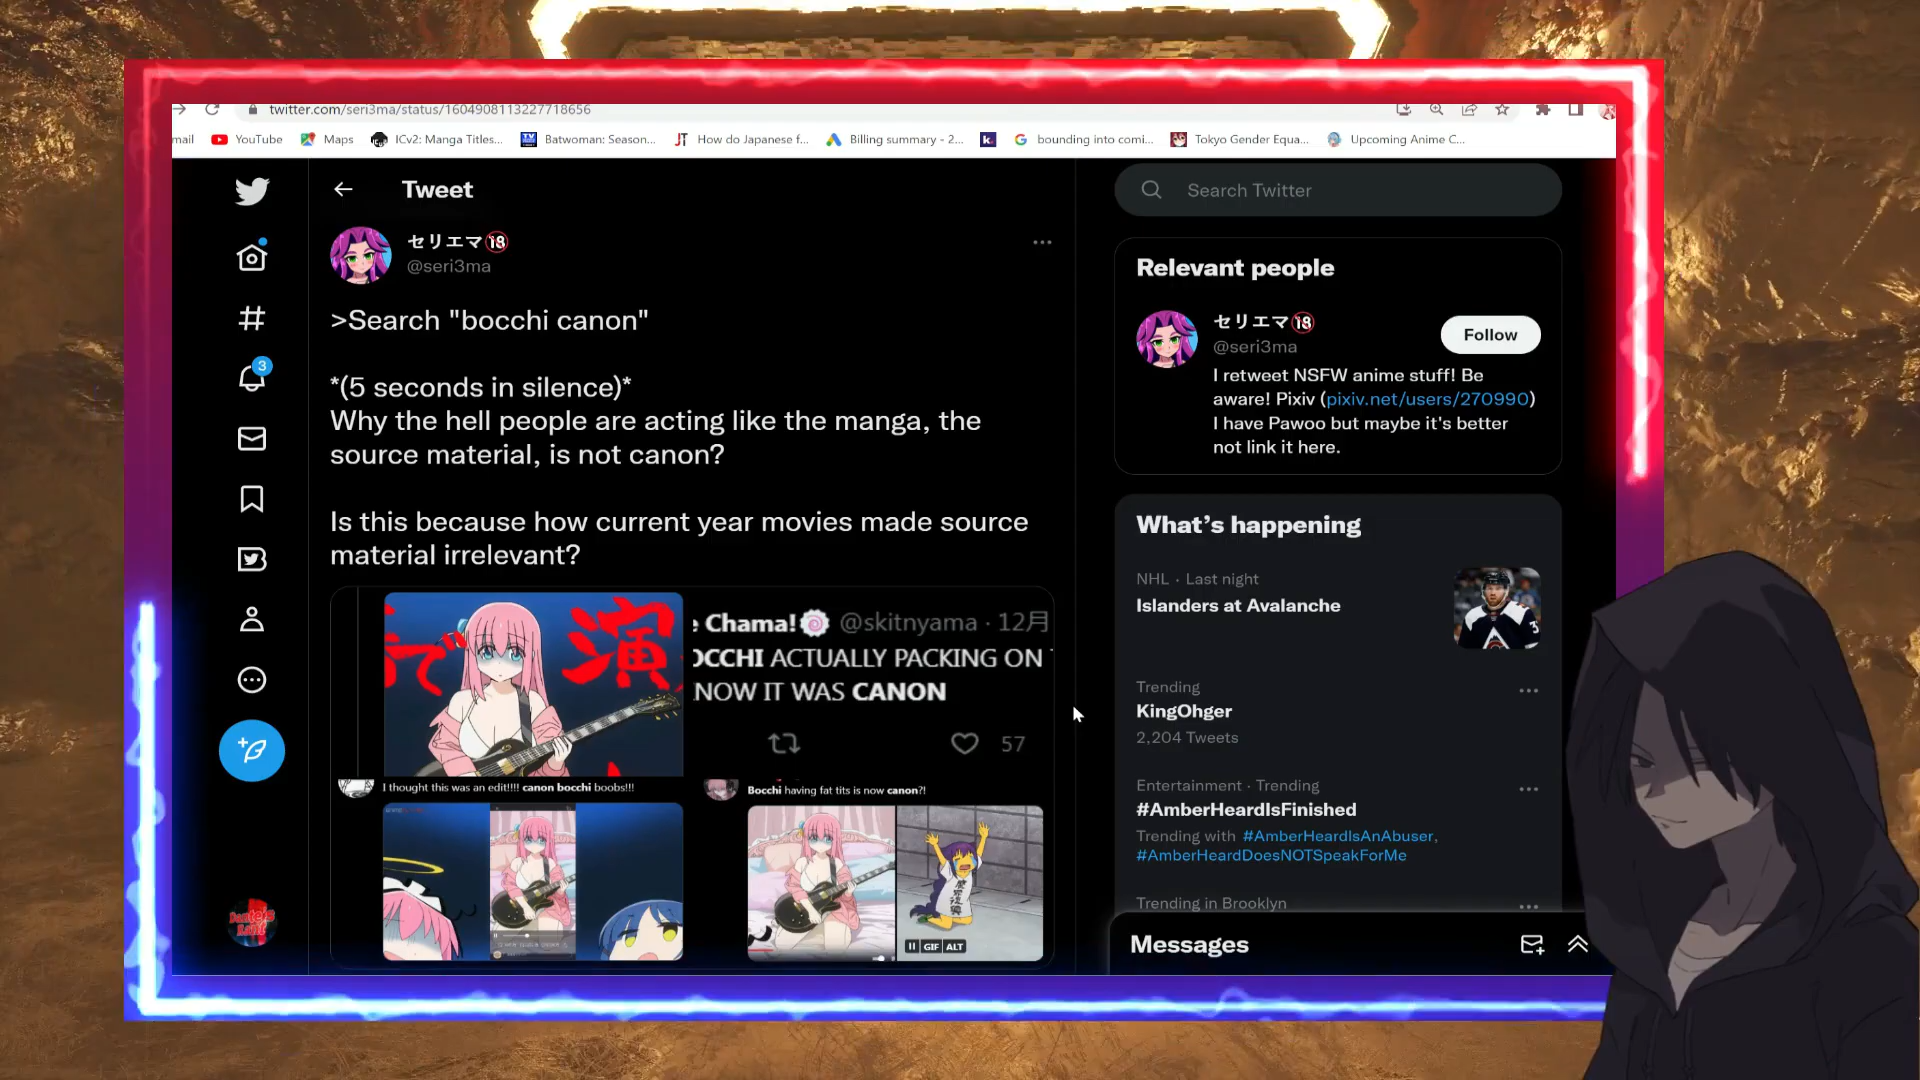 twitter.com/seri3ma/status/1604908113227718656
mail
YouTube
Maps
ICv2: Manga Titles...
Batwoman: Season...
How do Japanese f...
Billing summary - 2...
k.
bounding into comi...
Tokyo Gender Equa...
Upcoming Anime C...
Tweet
セリエマ🔞
@seri3ma
>Search "bocchi canon"
*(5 seconds in silence)*
Why the hell people are acting like the manga, the
source material, is not canon?
Is this because how current year movies made source
material irrelevant?
演
e Chama!🍥 @skitnyama · 12月
OCCHI ACTUALLY PACKING ON
NOW IT WAS CANON
57
I thought this was an edit!!!! canon bocchi boobs!!!
Bocchi having fat tits is now canon?!
GIF ALT
3
Dante's
Rant
Search Twitter
Relevant people
セリエマ🔞
@seri3ma
Follow
I retweet NSFW anime stuff! Be
aware! Pixiv (pixiv.net/users/270990)
I have Pawoo but maybe it's better
not link it here.
What's happening
NHL · Last night
Islanders at Avalanche
Trending
KingOhger
2,204 Tweets
Entertainment · Trending
#AmberHeardIsFinished
Trending with #AmberHeardIsAnAbuser,
#AmberHeardDoesNOTSpeakForMe
Trending in Brooklyn
Messages